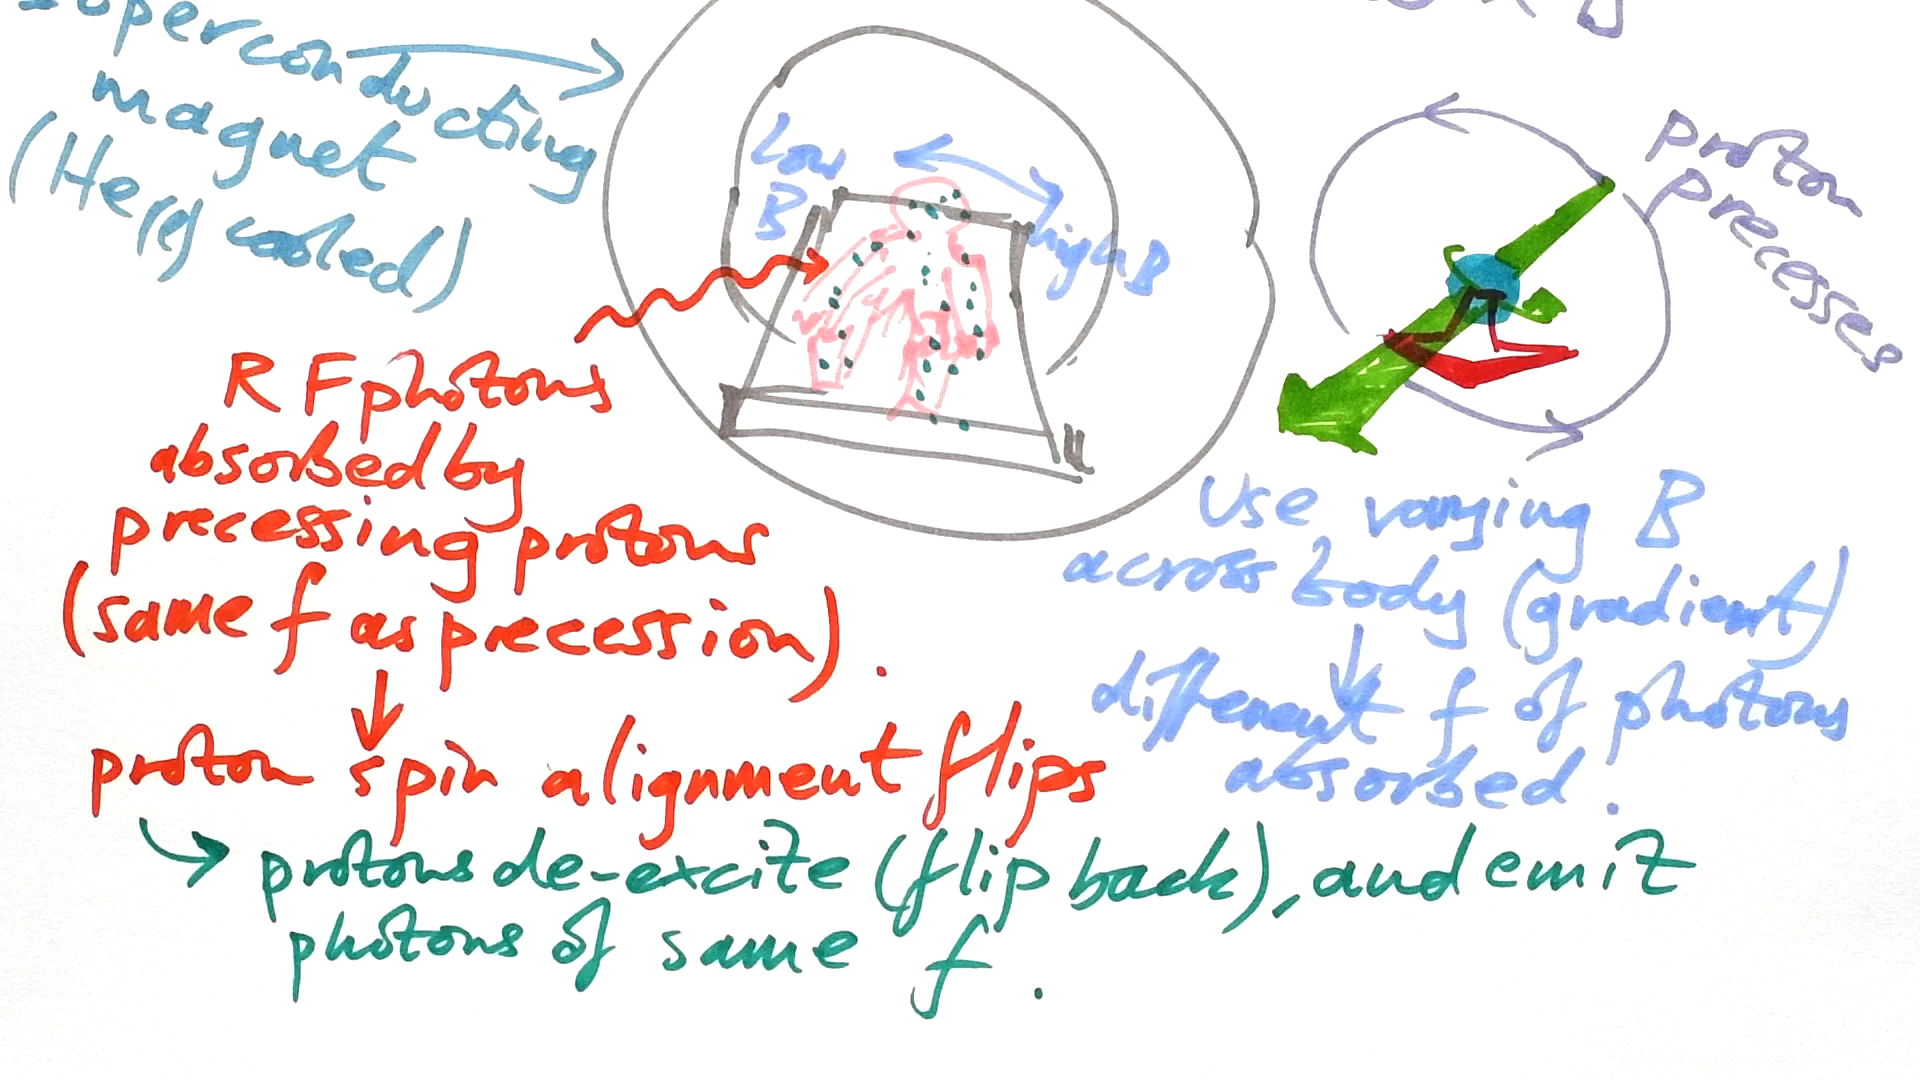 Superconducting
magnet
(He(l) cooled)
Low
B
high B
proton
precesses
RF photons
absorbed by
precessing protons
(same f as precession).
↓
proton spin alignment flips
→ protons de-excite (flip back), and emit
photons of same f.
Use varying B
across body (gradient)
↓
different f of photons
absorbed.